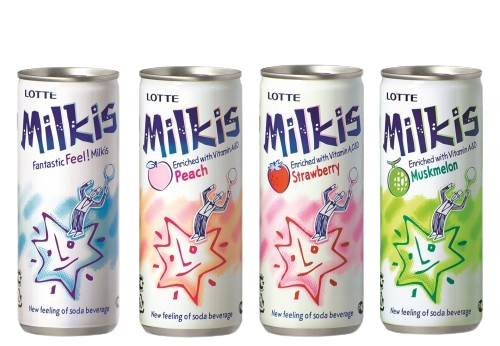 LOTTE
Milkis
Fantastic Feel! Milkis
New feeling of soda beverage
LOTTE
Milkis
Enriched with Vitamin A&D
Peach
New feeling of soda beverage
LOTTE
Milkis
Enriched with Vitamin A&D
Strawberry
New feeling of soda beverage
LOTTE
Milkis
Enriched with Vitamin A&D
Muskmelon
New feeling of soda beverage